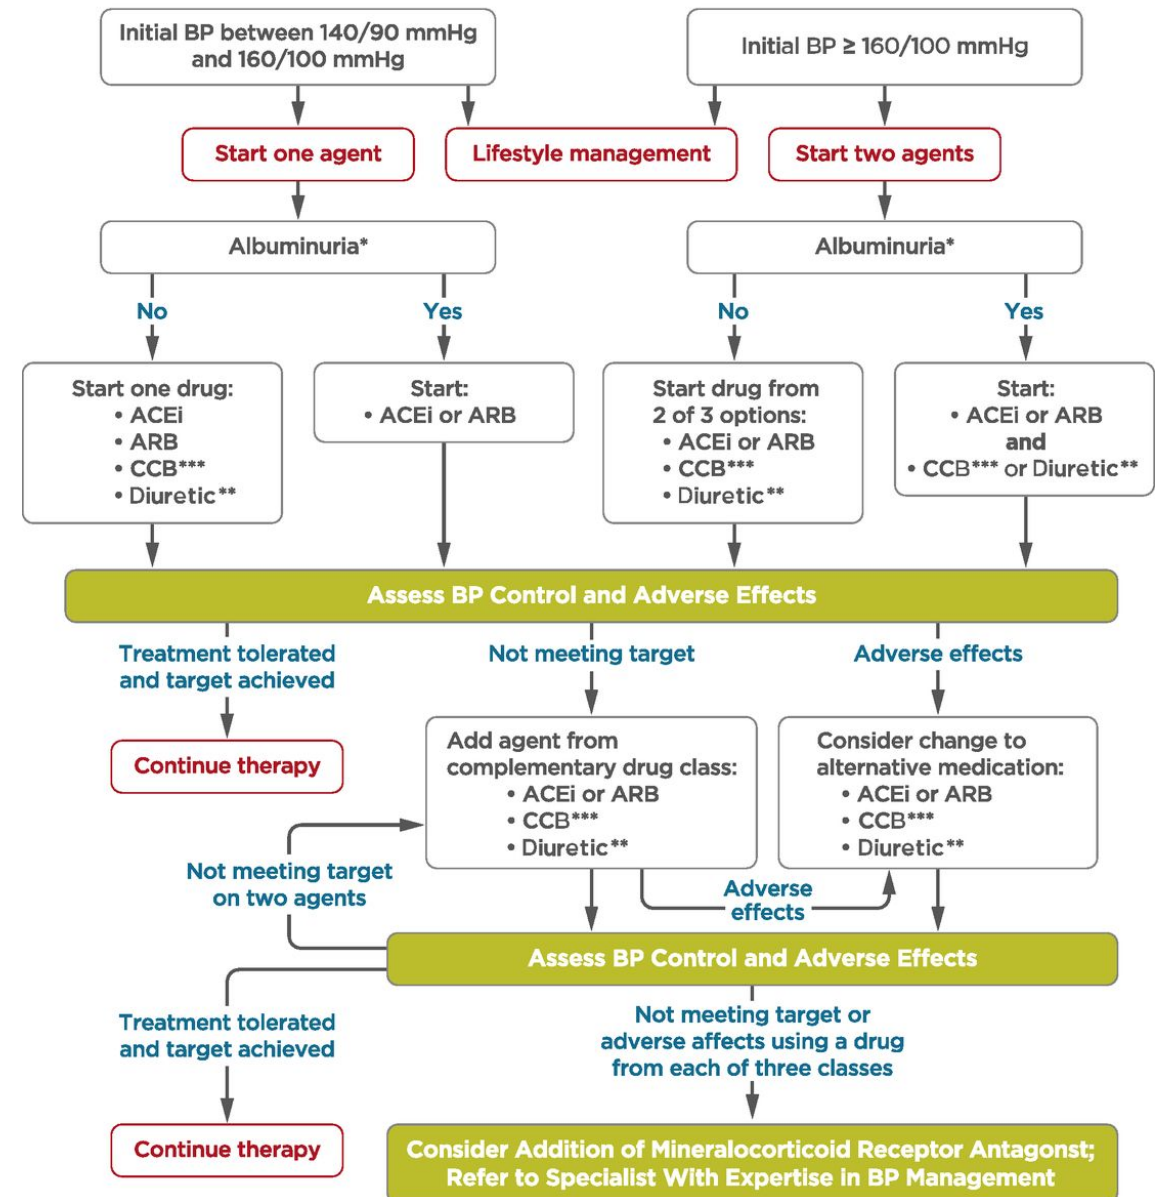 Initial BP between 140/90 mmHg
and 160/100 mmHg
Initial BP ≥ 160/100 mmHg
Start one agent
Lifestyle management
Start two agents
Albuminuria*
Albuminuria*
No
Yes
No
Yes
Start one drug:
• ACEi
• ARB
• CCB***
• Diuretic**
Start:
• ACEi or ARB
Start drug from
2 of 3 options:
• ACEi or ARB
• CCB***
• Diuretic**
Start:
• ACEi or ARB
and
• CCB*** or Diuretic**
Assess BP Control and Adverse Effects
Treatment tolerated
and target achieved
Not meeting target
Adverse effects
Continue therapy
Add agent from
complementary drug class:
• ACEi or ARB
• CCB***
• Diuretic**
Consider change to
alternative medication:
• ACEi or ARB
• CCB***
• Diuretic**
Not meeting target
on two agents
Adverse
effects
Assess BP Control and Adverse Effects
Treatment tolerated
and target achieved
Not meeting target or
adverse affects using a drug
from each of three classes
Continue therapy
Consider Addition of Mineralocorticoid Receptor Antagonst;
Refer to Specialist With Expertise in BP Management